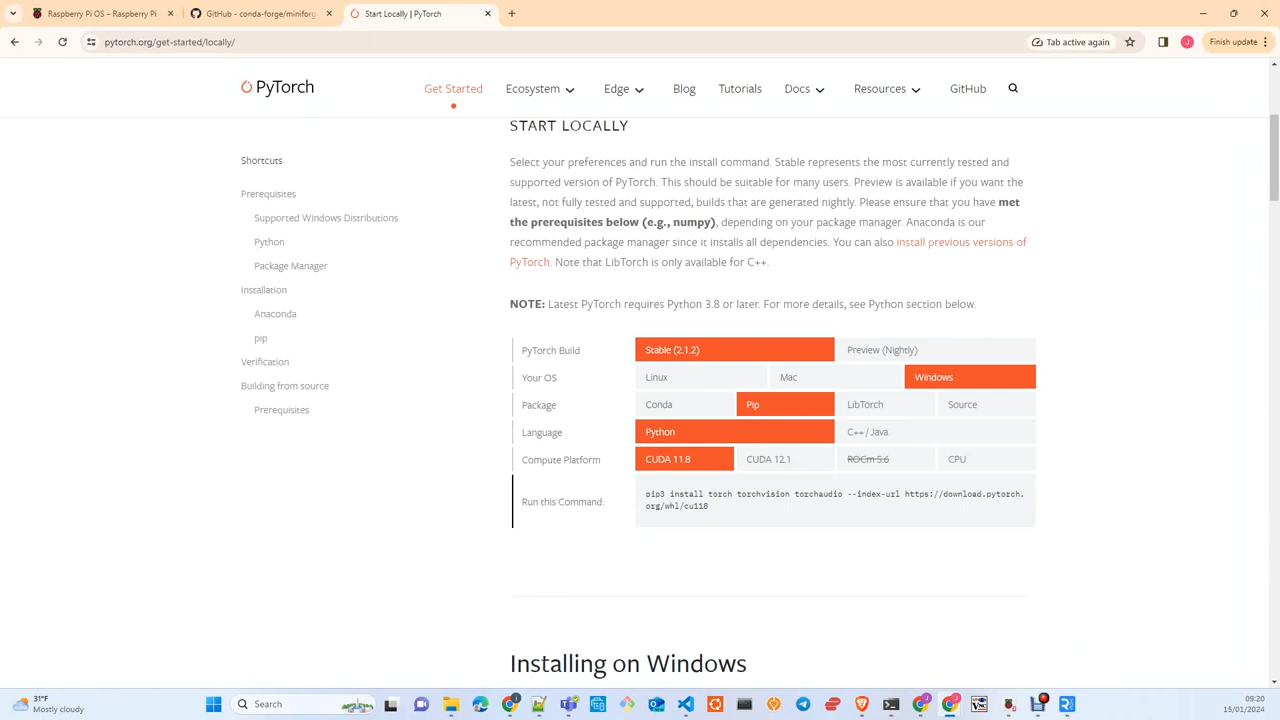 Raspberry Pi OS – Raspberry Pi
GitHub - conda-forge/miniforg
Start Locally | PyTorch
pytorch.org/get-started/locally/
Tab active again
J
Finish update
PyTorch
Get Started
Ecosystem
Edge
Blog
Tutorials
Docs
Resources
GitHub
START LOCALLY
Shortcuts
Prerequisites
Supported Windows Distributions
Python
Package Manager
Installation
Anaconda
pip
Verification
Building from source
Prerequisites
Select your preferences and run the install command. Stable represents the most currently tested and
supported version of PyTorch. This should be suitable for many users. Preview is available if you want the
latest, not fully tested and supported, builds that are generated nightly. Please ensure that you have met
the prerequisites below (e.g., numpy), depending on your package manager. Anaconda is our
recommended package manager since it installs all dependencies. You can also install previous versions of
PyTorch. Note that LibTorch is only available for C++.
NOTE: Latest PyTorch requires Python 3.8 or later. For more details, see Python section below.
PyTorch Build Stable (2.1.2) Preview (Nightly)
Your OS Linux Mac Windows
Package Conda Pip LibTorch Source
Language Python C++ / Java
Compute Platform CUDA 11.8 CUDA 12.1 ROCm 5.6 CPU
Run this Command: pip3 install torch torchvision torchaudio --index-url https://download.pytorch.
org/whl/cu118
Installing on Windows
31°F
Mostly cloudy
Search
09:20
15/01/2024